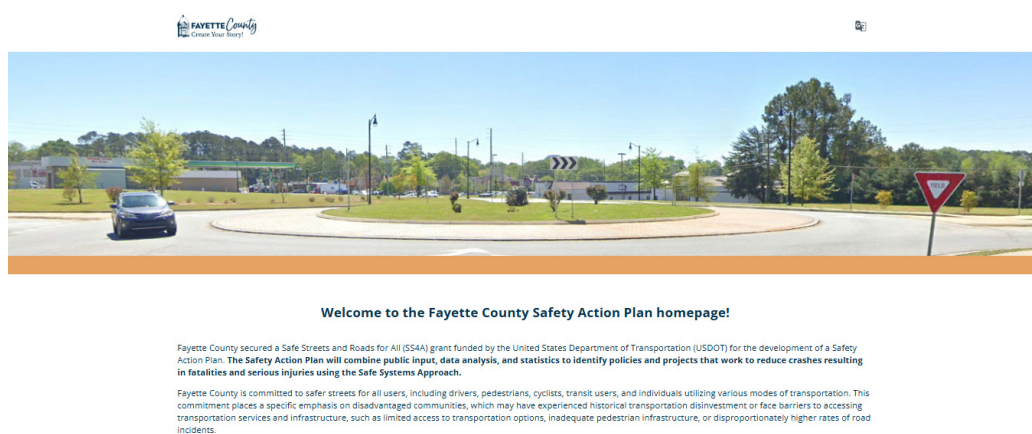 FAYETTE County
Create Your Story!
YIELD
Welcome to the Fayette County Safety Action Plan homepage!
Fayette County secured a Safe Streets and Roads for All (SS4A) grant funded by the United States Department of Transportation (USDOT) for the development of a Safety
Action Plan. The Safety Action Plan will combine public input, data analysis, and statistics to identify policies and projects that work to reduce crashes resulting
in fatalities and serious injuries using the Safe Systems Approach.
Fayette County is committed to safer streets for all users, including drivers, pedestrians, cyclists, transit users, and individuals utilizing various modes of transportation. This
commitment places a specific emphasis on disadvantaged communities, which may have experienced historical transportation disinvestment or face barriers to accessing
transportation services and infrastructure, such as limited access to transportation options, inadequate pedestrian infrastructure, or disproportionately higher rates of road
incidents.